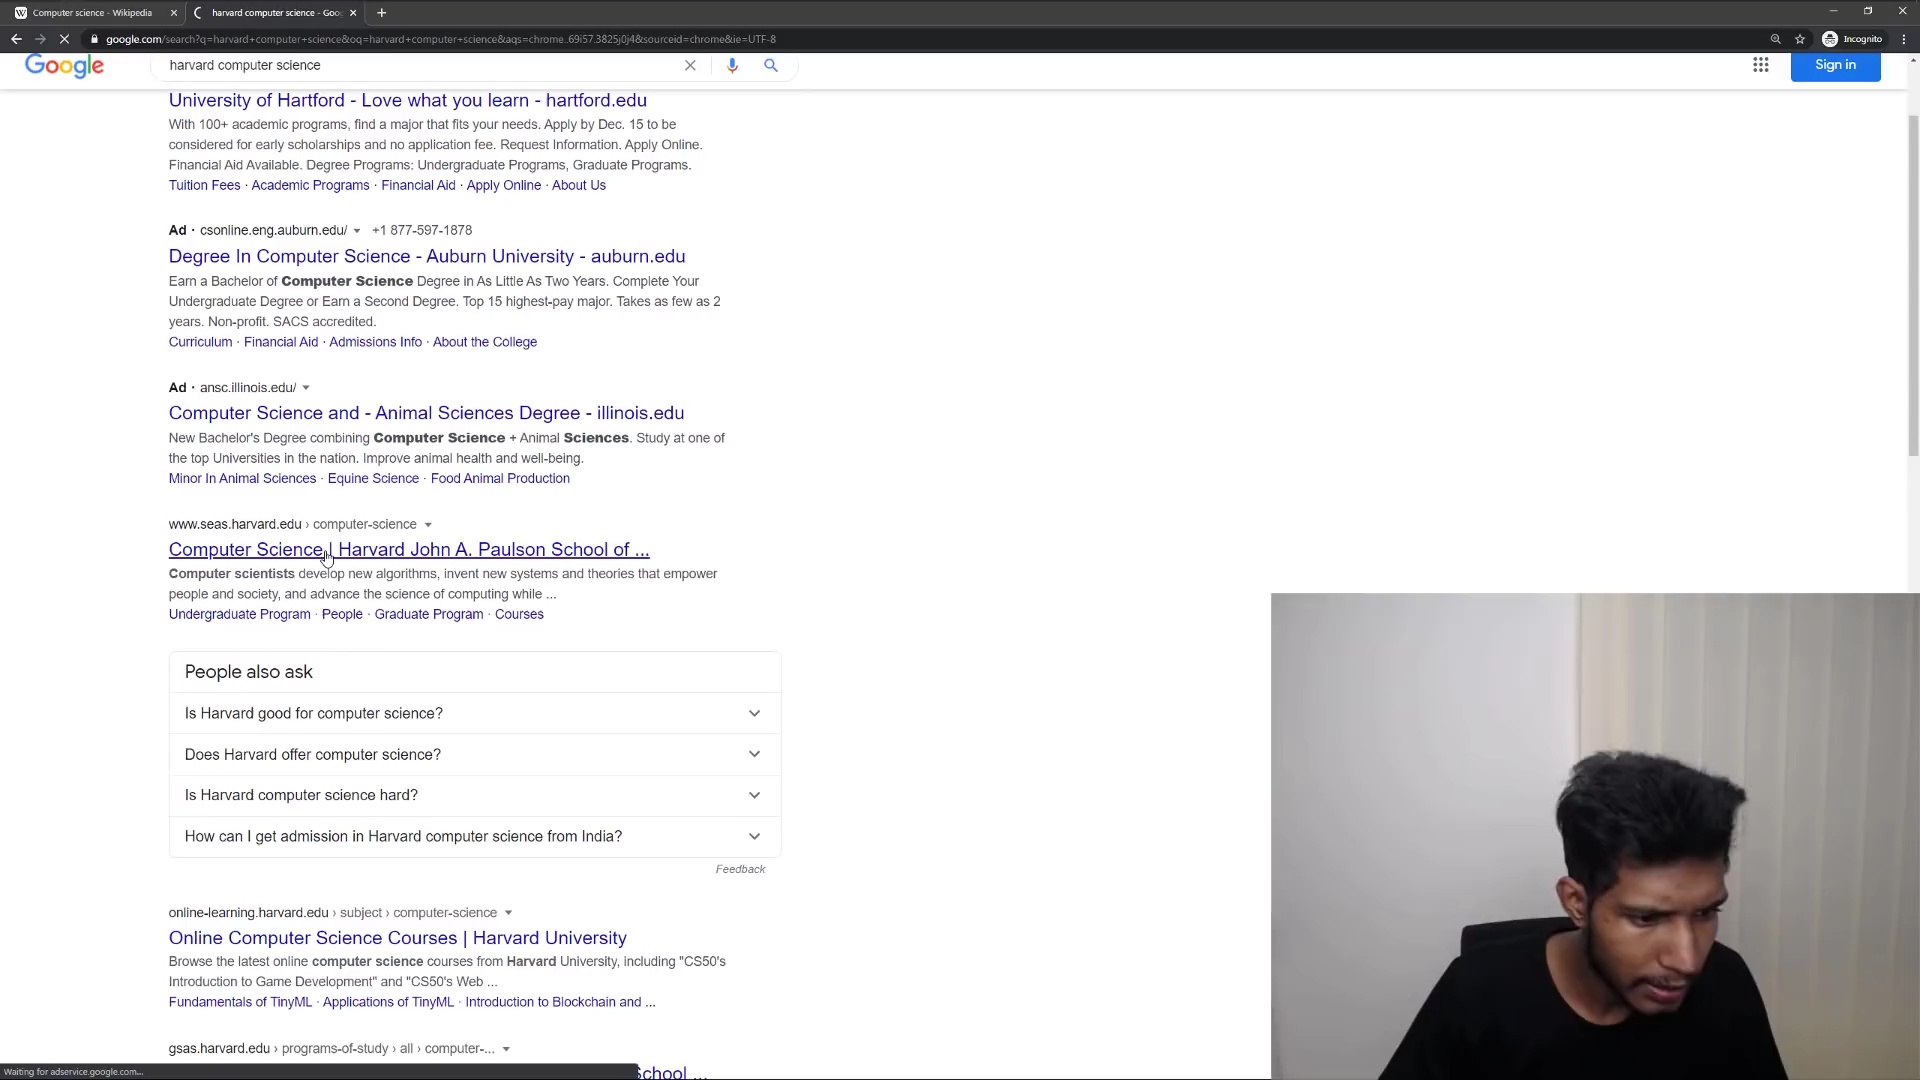 Computer science - Wikipedia
harvard computer science - Goo
google.com/search?q=harvard+computer+science&oq=harvard+computer+science&aqs=chrome..69i57.3825j0j4&sourceid=chrome&ie=UTF-8
Incognito
Google
harvard computer science
Sign in
University of Hartford - Love what you learn - hartford.edu
With 100+ academic programs, find a major that fits your needs. Apply by Dec. 15 to be
considered for early scholarships and no application fee. Request Information. Apply Online.
Financial Aid Available. Degree Programs: Undergraduate Programs, Graduate Programs.
Tuition Fees · Academic Programs · Financial Aid · Apply Online · About Us
Ad · csonline.eng.auburn.edu/ +1 877-597-1878
Degree In Computer Science - Auburn University - auburn.edu
Earn a Bachelor of Computer Science Degree in As Little As Two Years. Complete Your
Undergraduate Degree or Earn a Second Degree. Top 15 highest-pay major. Takes as few as 2
years. Non-profit. SACS accredited.
Curriculum · Financial Aid · Admissions Info · About the College
Ad · ansc.illinois.edu/
Computer Science and - Animal Sciences Degree - illinois.edu
New Bachelor's Degree combining Computer Science + Animal Sciences. Study at one of
the top Universities in the nation. Improve animal health and well-being.
Minor In Animal Sciences · Equine Science · Food Animal Production
www.seas.harvard.edu › computer-science
Computer Science | Harvard John A. Paulson School of ...
Computer scientists develop new algorithms, invent new systems and theories that empower
people and society, and advance the science of computing while ...
Undergraduate Program · People · Graduate Program · Courses
People also ask
Is Harvard good for computer science?
Does Harvard offer computer science?
Is Harvard computer science hard?
How can I get admission in Harvard computer science from India?
Feedback
online-learning.harvard.edu › subject › computer-science
Online Computer Science Courses | Harvard University
Browse the latest online computer science courses from Harvard University, including "CS50's
Introduction to Game Development" and "CS50's Web ...
Fundamentals of TinyML · Applications of TinyML · Introduction to Blockchain and ...
gsas.harvard.edu › programs-of-study › all › computer-...
School ...
Waiting for adservice.google.com...